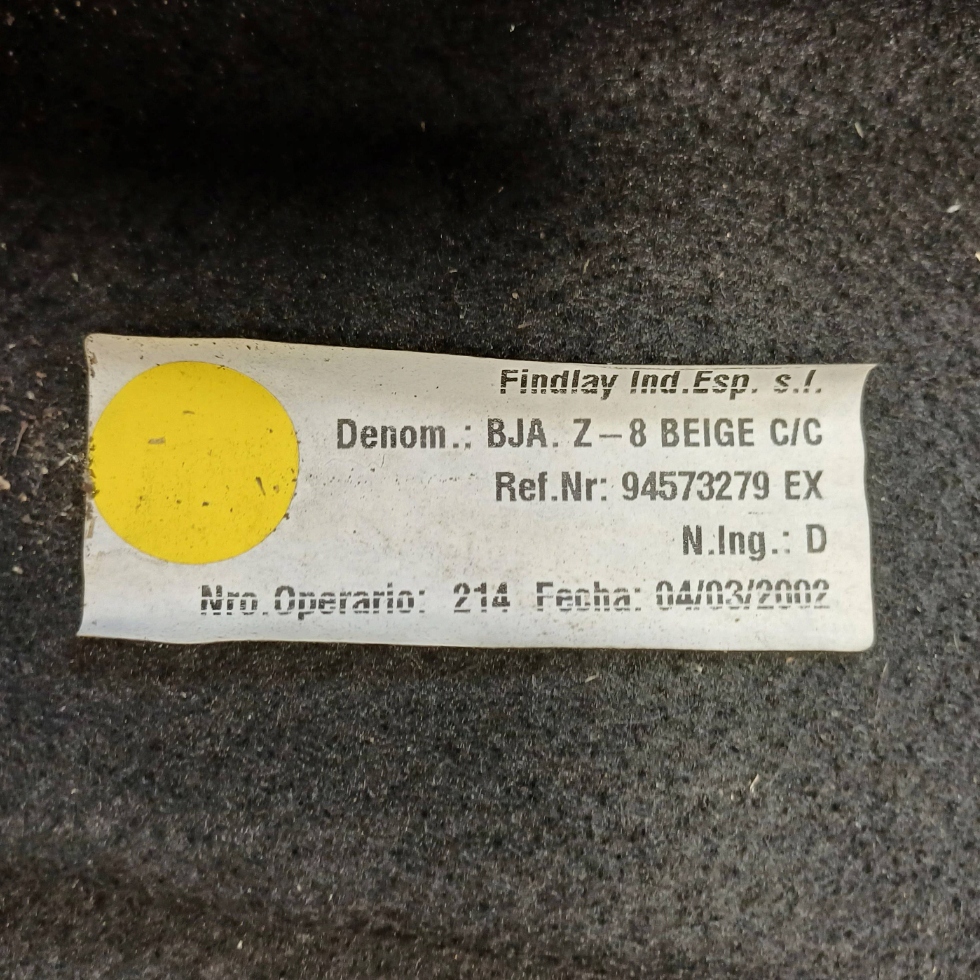 Findlay Ind.Esp. s.l.
Denom.: BJA. Z-8 BEIGE C/C
Ref.Nr: 94573279 EX
N.Ing.: D
Nro.Operario: 214 Fecha: 04/03/2002